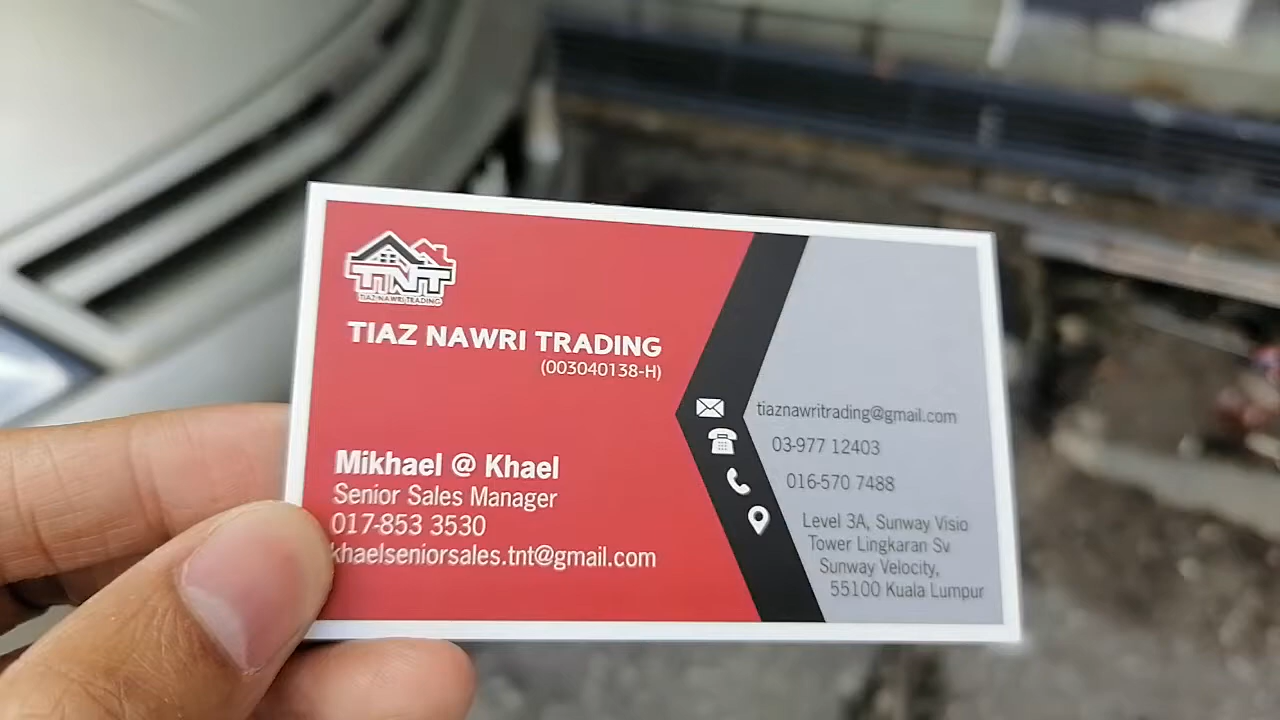 TNT
TIAZ NAWRI TRADING
TIAZ NAWRI TRADING
(003040138-H)
Mikhael @ Khael
Senior Sales Manager
017-853 3530
khaelseniorsales.tnt@gmail.com
tiaznawritrading@gmail.com
03-977 12403
016-570 7488
Level 3A, Sunway Visio
Tower Lingkaran Sv
Sunway Velocity,
55100 Kuala Lumpur